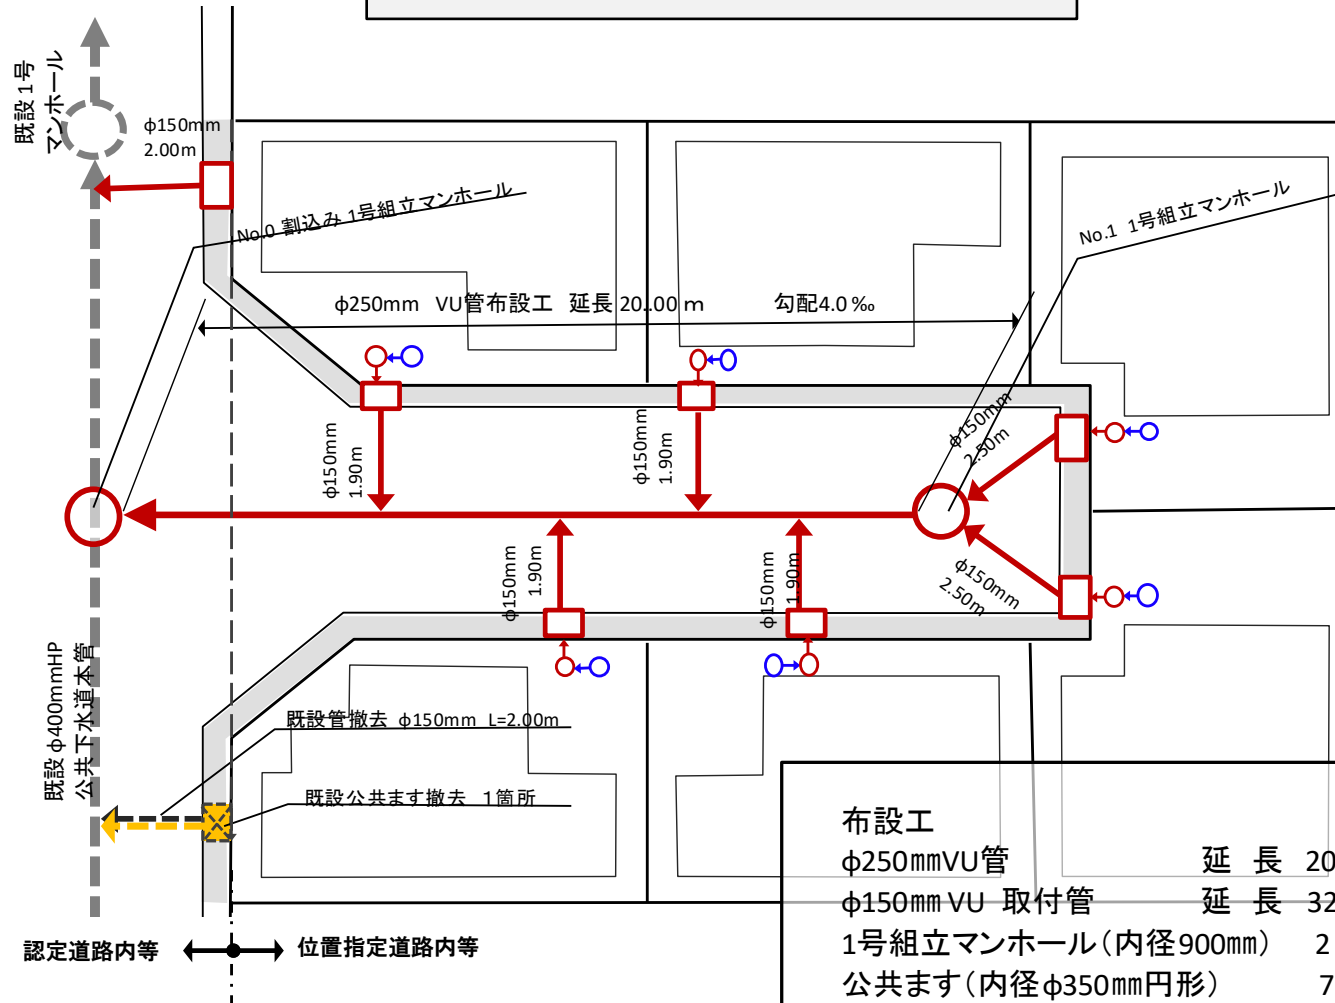 既設1号
マンホール
φ150mm
2.00m
No.0 割込み 1号組立マンホール
No.1 1号組立マンホール
φ250mm VU管布設工 延長 20.00 m 勾配4.0 ‰
φ150mm
1.90m
φ150mm
1.90m
φ150mm
2.50m
φ150mm
1.90m
φ150mm
1.90m
φ150mm
2.50m
既設 φ400mmHP
公共下水道本管
既設管撤去 φ150mm L=2.00m
既設公共ます撤去 1箇所
認定道路内等
位置指定道路内等
布設工
φ250㎜VU管 延 長 20
φ150㎜ VU 取付管 延 長 32
1号組立マンホール（内径900㎜） 2
公共ます（内径φ350㎜円形） 7